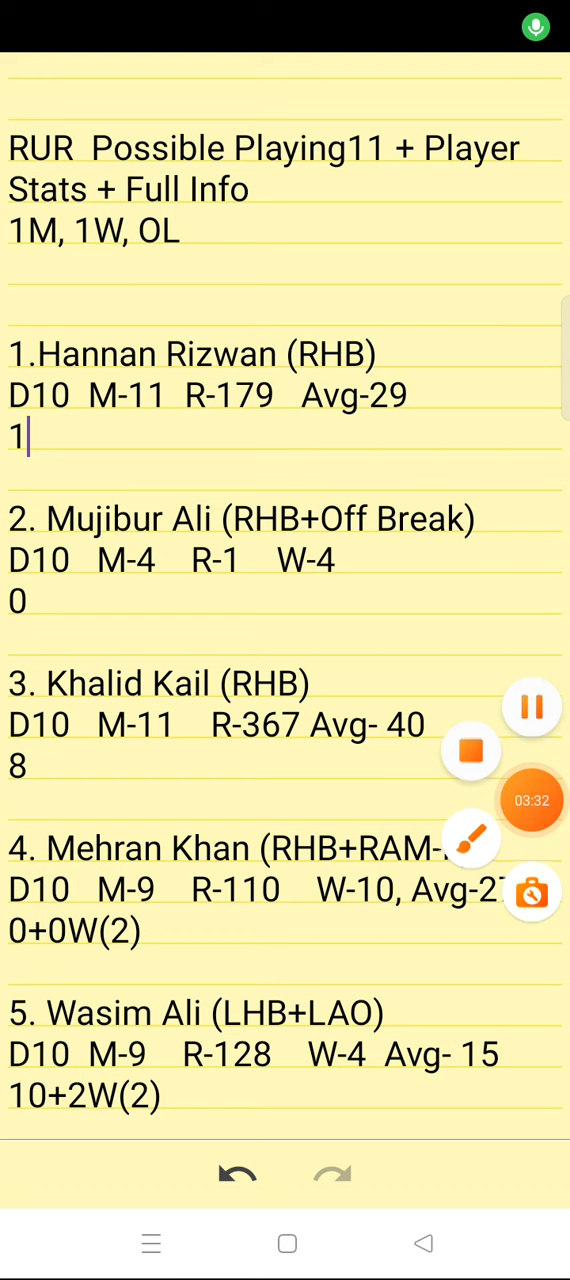 RUR  Possible Playing11 + Player
Stats + Full Info
1M, 1W, OL
1.Hannan Rizwan (RHB)
D10  M-11  R-179   Avg-29
1
2. Mujibur Ali (RHB+Off Break)
D10   M-4    R-1    W-4
0
3. Khalid Kail (RHB)
D10   M-11    R-367 Avg- 40
8
03:32
4. Mehran Khan (RHB+RAM-
D10   M-9    R-110    W-10, Avg-27
0+0W(2)
5. Wasim Ali (LHB+LAO)
D10  M-9    R-128    W-4  Avg- 15
10+2W(2)